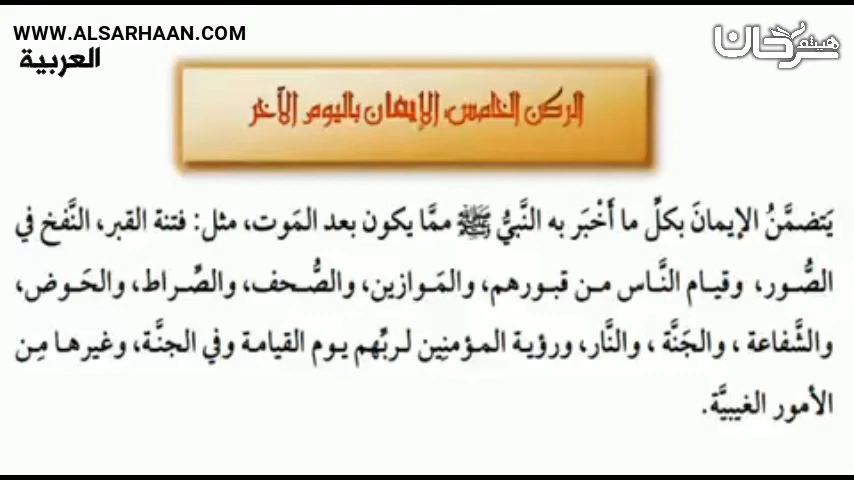 WWW.ALSARHAAN.COM
العربية
هيثم سرحان
الركن الخامس، الإيمان باليوم الآخر
يَتضمَّنُ الإيمانَ بكلِّ ما أَخْبَر به النَّبيُّ ﷺ ممَّا يكون بعد المَوت، مثل: فتنة القبر، النَّفخ في
الصُّور، وقيام النَّاس من قبورهم، والمَوازين، والصُّحف، والصِّراط، والحَوض،
والشَّفاعة ، والجَنَّة ، والنَّار، ورؤية المؤمنِين لربِّهم يوم القيامة وفي الجنَّة، وغيرها مِن
الأمور الغيبيَّة.